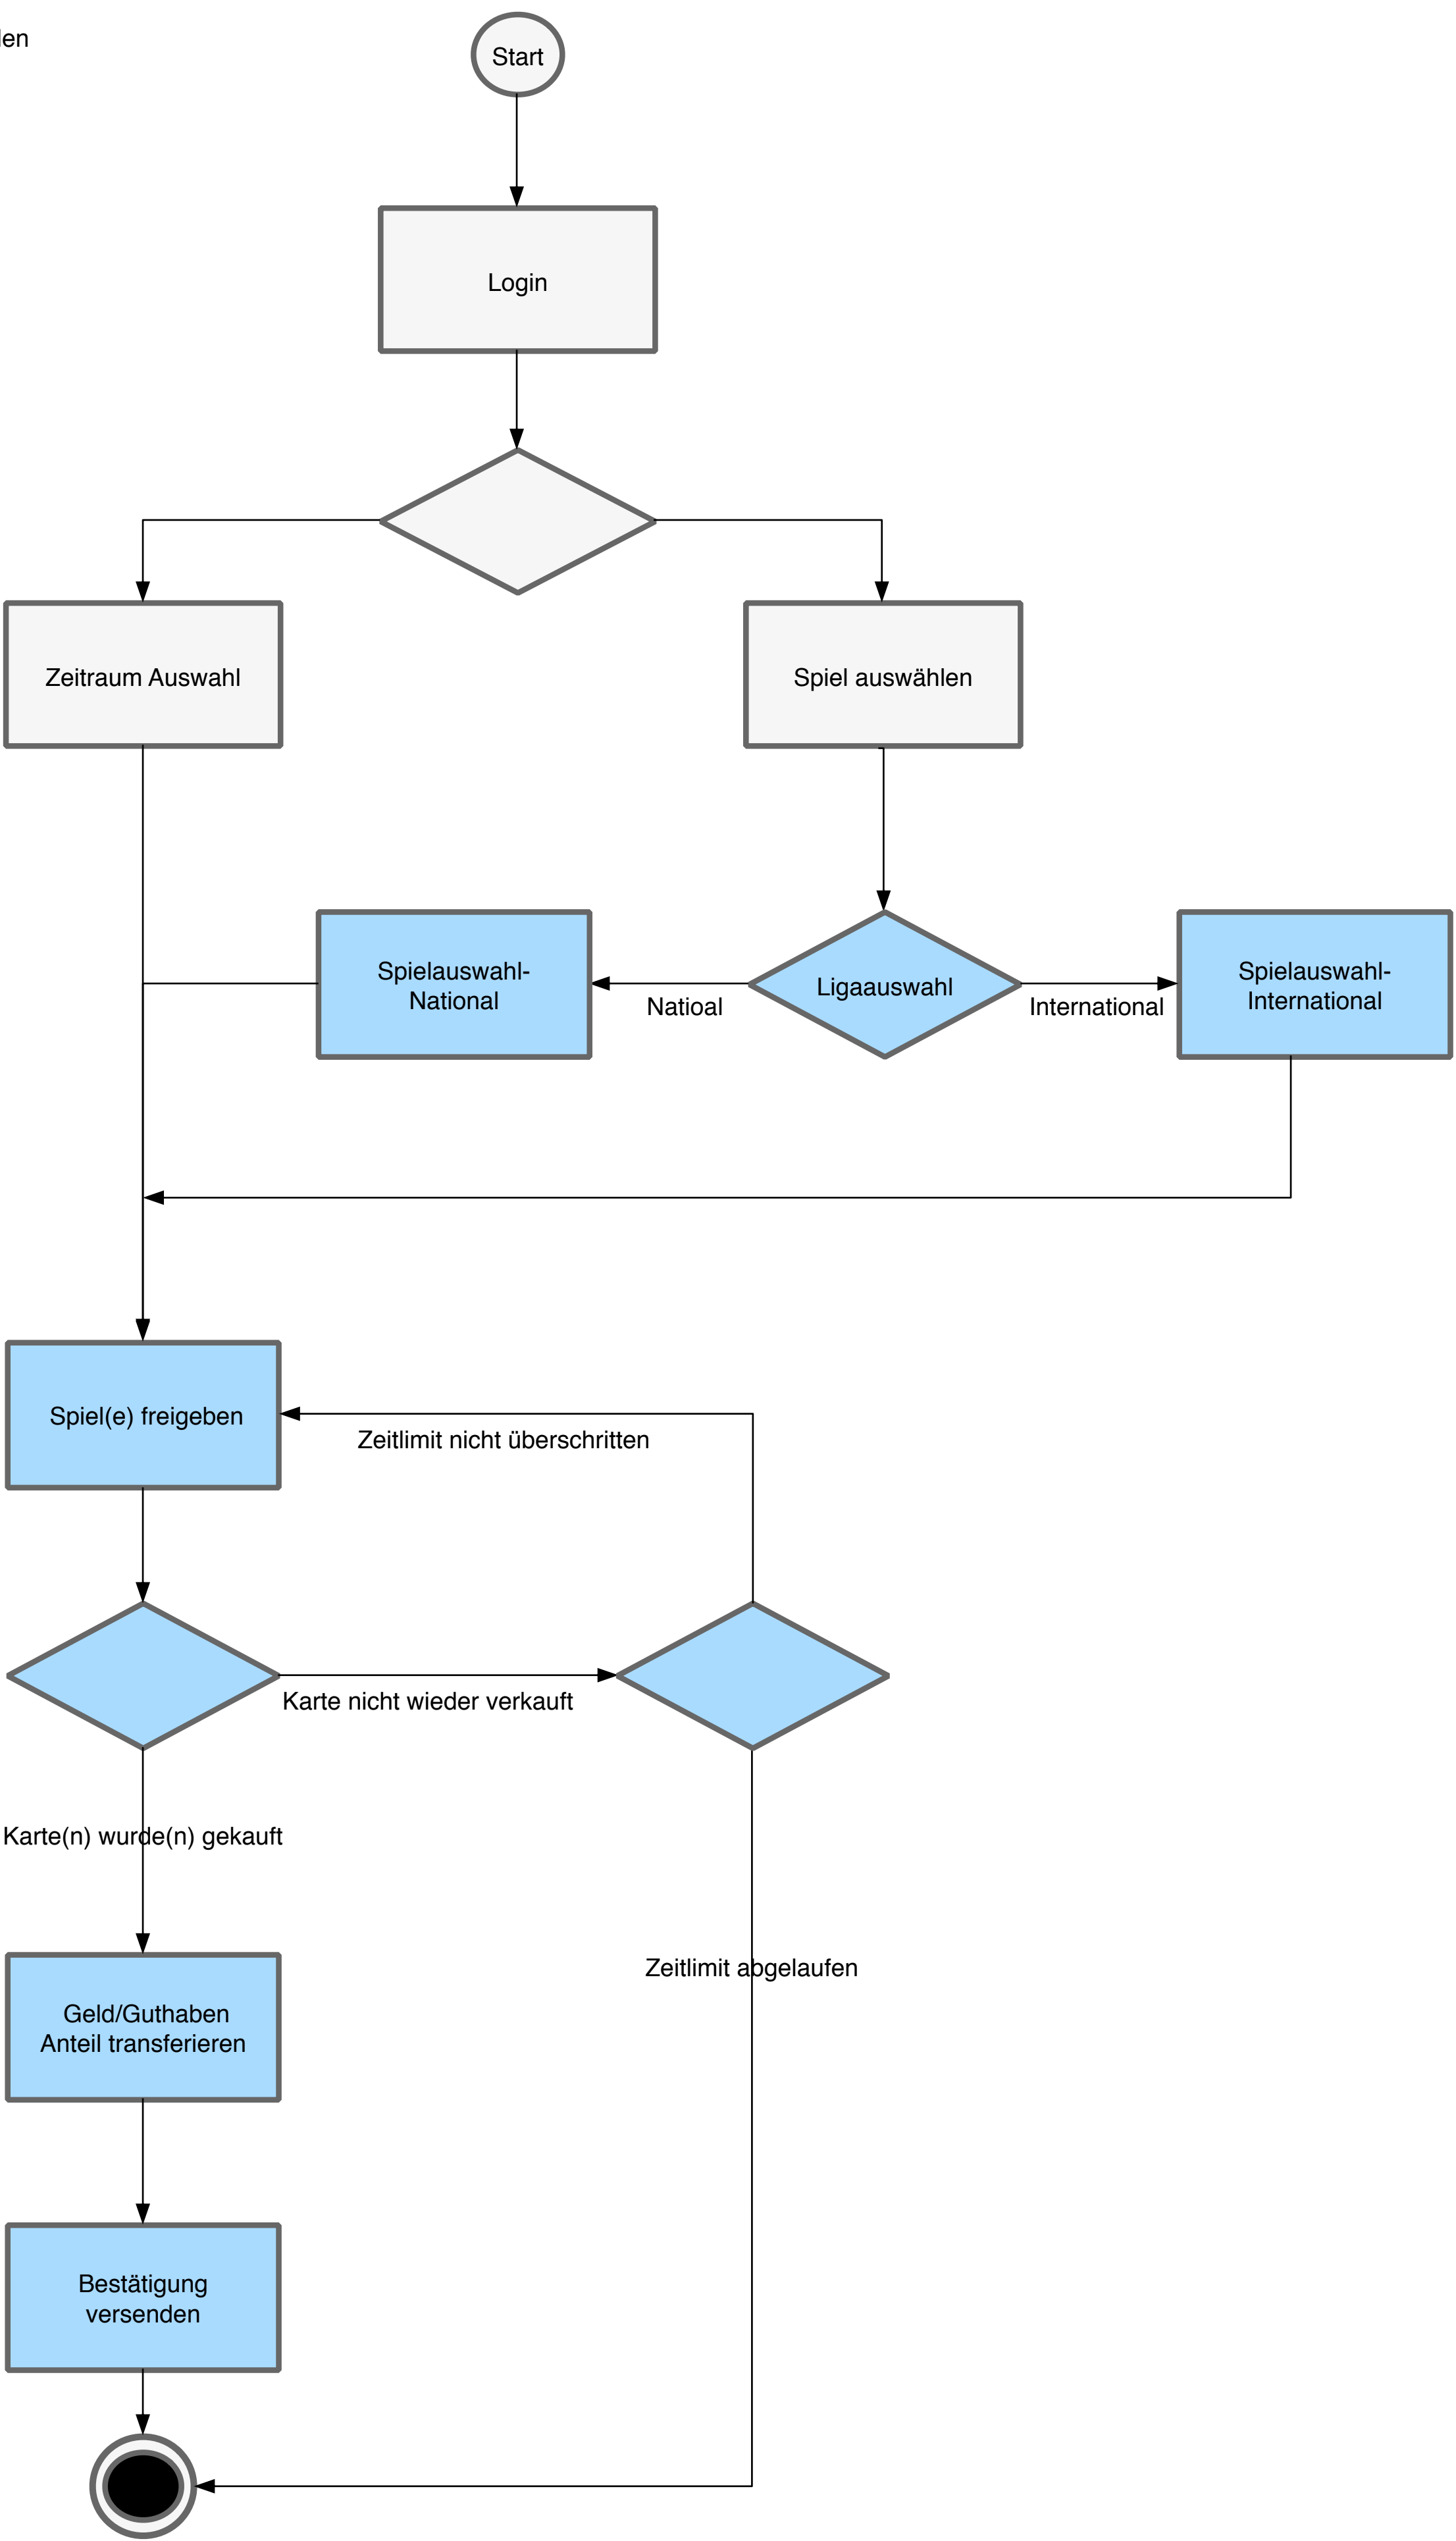 Start
Login
Zeitraum Auswahl
Spiel auswählen
Spielauswahl-
National
Natioal
Ligaauswahl
International
Spielauswahl-
International
Spiel(e) freigeben
Zeitlimit nicht überschritten
Karte nicht wieder verkauft
Karte(n) wurde(n) gekauft
Zeitlimit abgelaufen
Geld/Guthaben
Anteil transferieren
Bestätigung
versenden